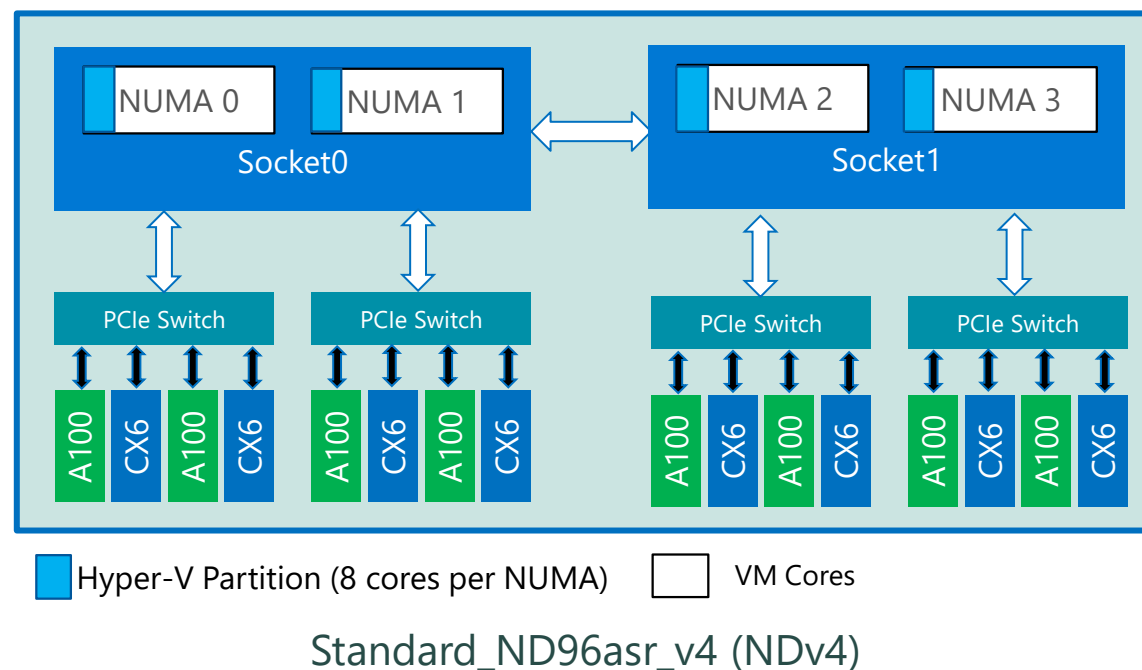 NUMA 0
NUMA 1
NUMA 2
NUMA 3
Socket0
Socket1
PCIe Switch
PCIe Switch
PCIe Switch
PCIe Switch
A100
CX6
A100
CX6
A100
CX6
A100
CX6
A100
CX6
A100
CX6
A100
CX6
A100
CX6
Hyper-V Partition (8 cores per NUMA)
VM Cores
Standard_ND96asr_v4 (NDv4)